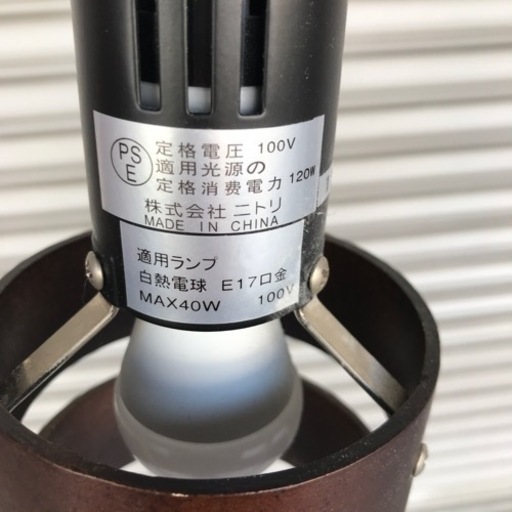 PS
E
定格電圧 100V
適用光源の
定格消費電力 120W
株式会社 ニトリ
MADE IN CHINA
適用ランプ
白熱電球 E17口金
MAX40W 100V